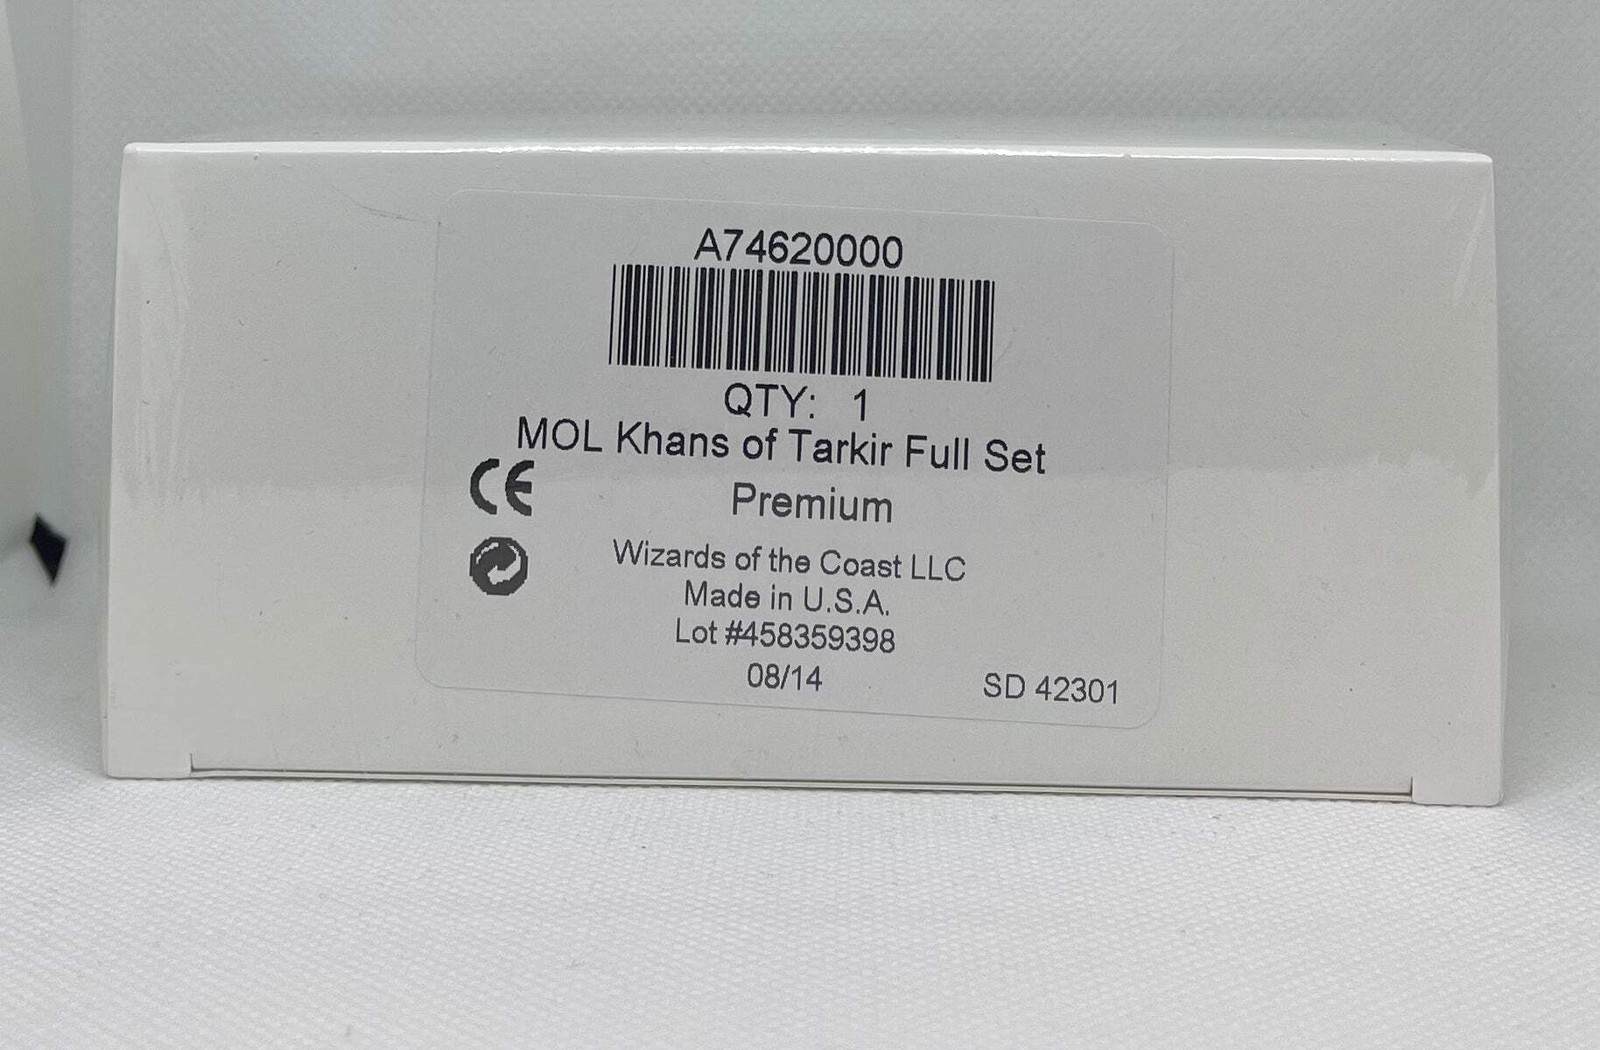 A74620000
QTY: 1
MOL Khans of Tarkir Full Set
Premium
CE
Wizards of the Coast LLC
Made in U.S.A.
Lot #458359398
08/14
SD 42301